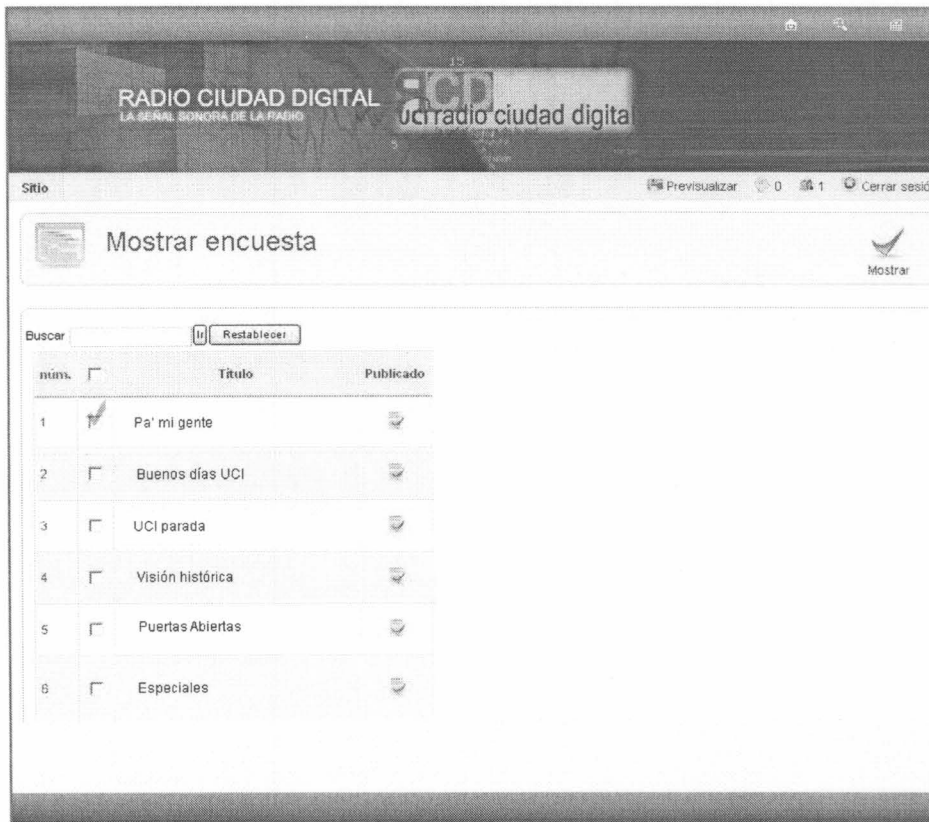 15
RADIO CIUDAD DIGITAL
LA SEÑAL SONORA DE LA RADIO
RCD
uci radio ciudad digital
5
Sitio
Previsualizar 0 1 Cerrar sesió
Mostrar encuesta
Mostrar
Buscar Ir Restablecer
núm. Título Publicado
1 Pa' mi gente
2 Buenos días UCI
3 UCI parada
4 Visión histórica
5 Puertas Abiertas
6 Especiales